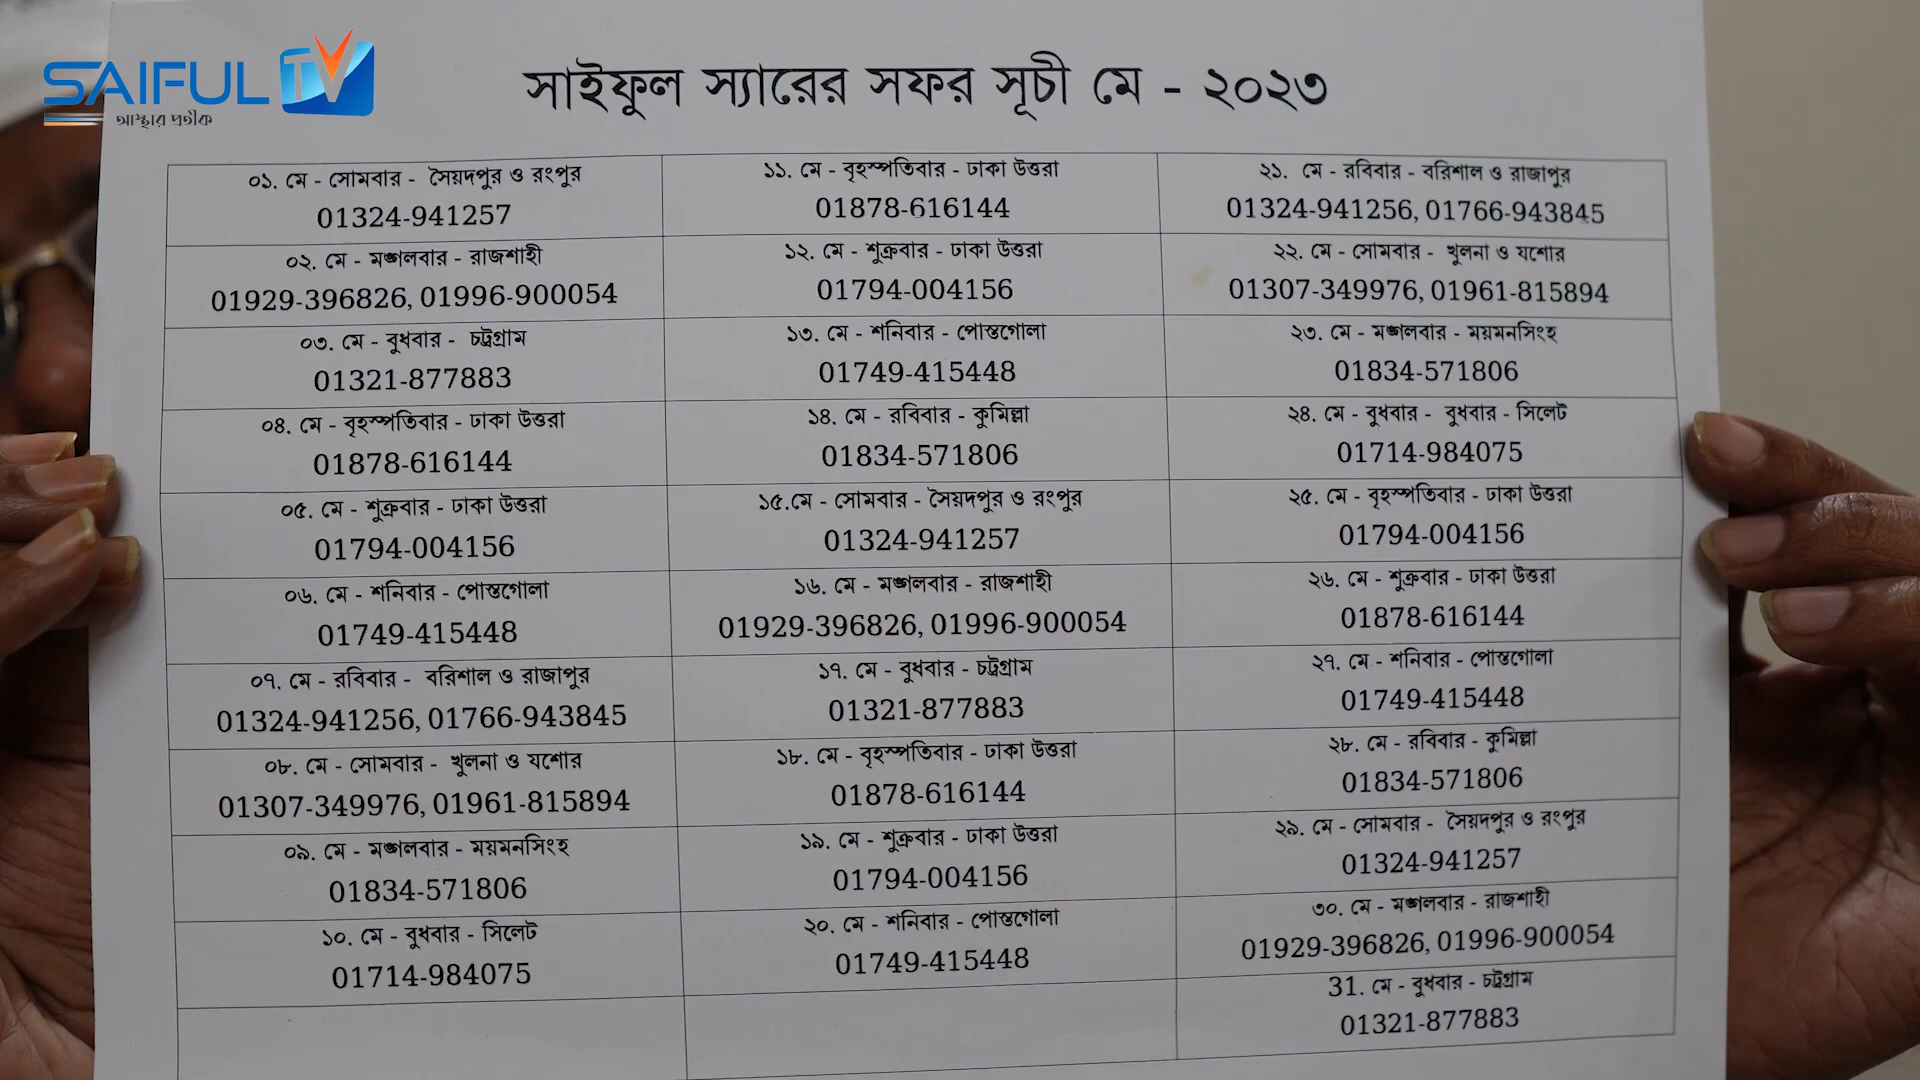 SAIFUL TV
আস্থার প্রতীক
সাইফুল স্যারের সফর সূচী মে - ২০২৩
০১. মে - সোমবার - সৈয়দপুর ও রংপুর
01324-941257
০২. মে - মঙ্গলবার - রাজশাহী
01929-396826, 01996-900054
০৩. মে - বুধবার - চট্টগ্রাম
01321-877883
০৪. মে - বৃহস্পতিবার - ঢাকা উত্তরা
01878-616144
০৫. মে - শুক্রবার - ঢাকা উত্তরা
01794-004156
০৬. মে - শনিবার - পোস্তগোলা
01749-415448
০৭. মে - রবিবার - বরিশাল ও রাজাপুর
01324-941256, 01766-943845
০৮. মে - সোমবার - খুলনা ও যশোর
01307-349976, 01961-815894
০৯. মে - মঙ্গলবার - ময়মনসিংহ
01834-571806
১০. মে - বুধবার - সিলেট
01714-984075
১১. মে - বৃহস্পতিবার - ঢাকা উত্তরা
01878-616144
১২. মে - শুক্রবার - ঢাকা উত্তরা
01794-004156
১৩. মে - শনিবার - পোস্তগোলা
01749-415448
১৪. মে - রবিবার - কুমিল্লা
01834-571806
১৫.মে - সোমবার - সৈয়দপুর ও রংপুর
01324-941257
১৬. মে - মঙ্গলবার - রাজশাহী
01929-396826, 01996-900054
১৭. মে - বুধবার - চট্টগ্রাম
01321-877883
১৮. মে - বৃহস্পতিবার - ঢাকা উত্তরা
01878-616144
১৯. মে - শুক্রবার - ঢাকা উত্তরা
01794-004156
২০. মে - শনিবার - পোস্তগোলা
01749-415448
২১. মে - রবিবার - বরিশাল ও রাজাপুর
01324-941256, 01766-943845
২২. মে - সোমবার - খুলনা ও যশোর
01307-349976, 01961-815894
২৩. মে - মঙ্গলবার - ময়মনসিংহ
01834-571806
২৪. মে - বুধবার - বুধবার - সিলেট
01714-984075
২৫. মে - বৃহস্পতিবার - ঢাকা উত্তরা
01794-004156
২৬. মে - শুক্রবার - ঢাকা উত্তরা
01878-616144
২৭. মে - শনিবার - পোস্তগোলা
01749-415448
২৮. মে - রবিবার - কুমিল্লা
01834-571806
২৯. মে - সোমবার - সৈয়দপুর ও রংপুর
01324-941257
৩০. মে - মঙ্গলবার - রাজশাহী
01929-396826, 01996-900054
31. মে - বুধবার - চট্টগ্রাম
01321-877883